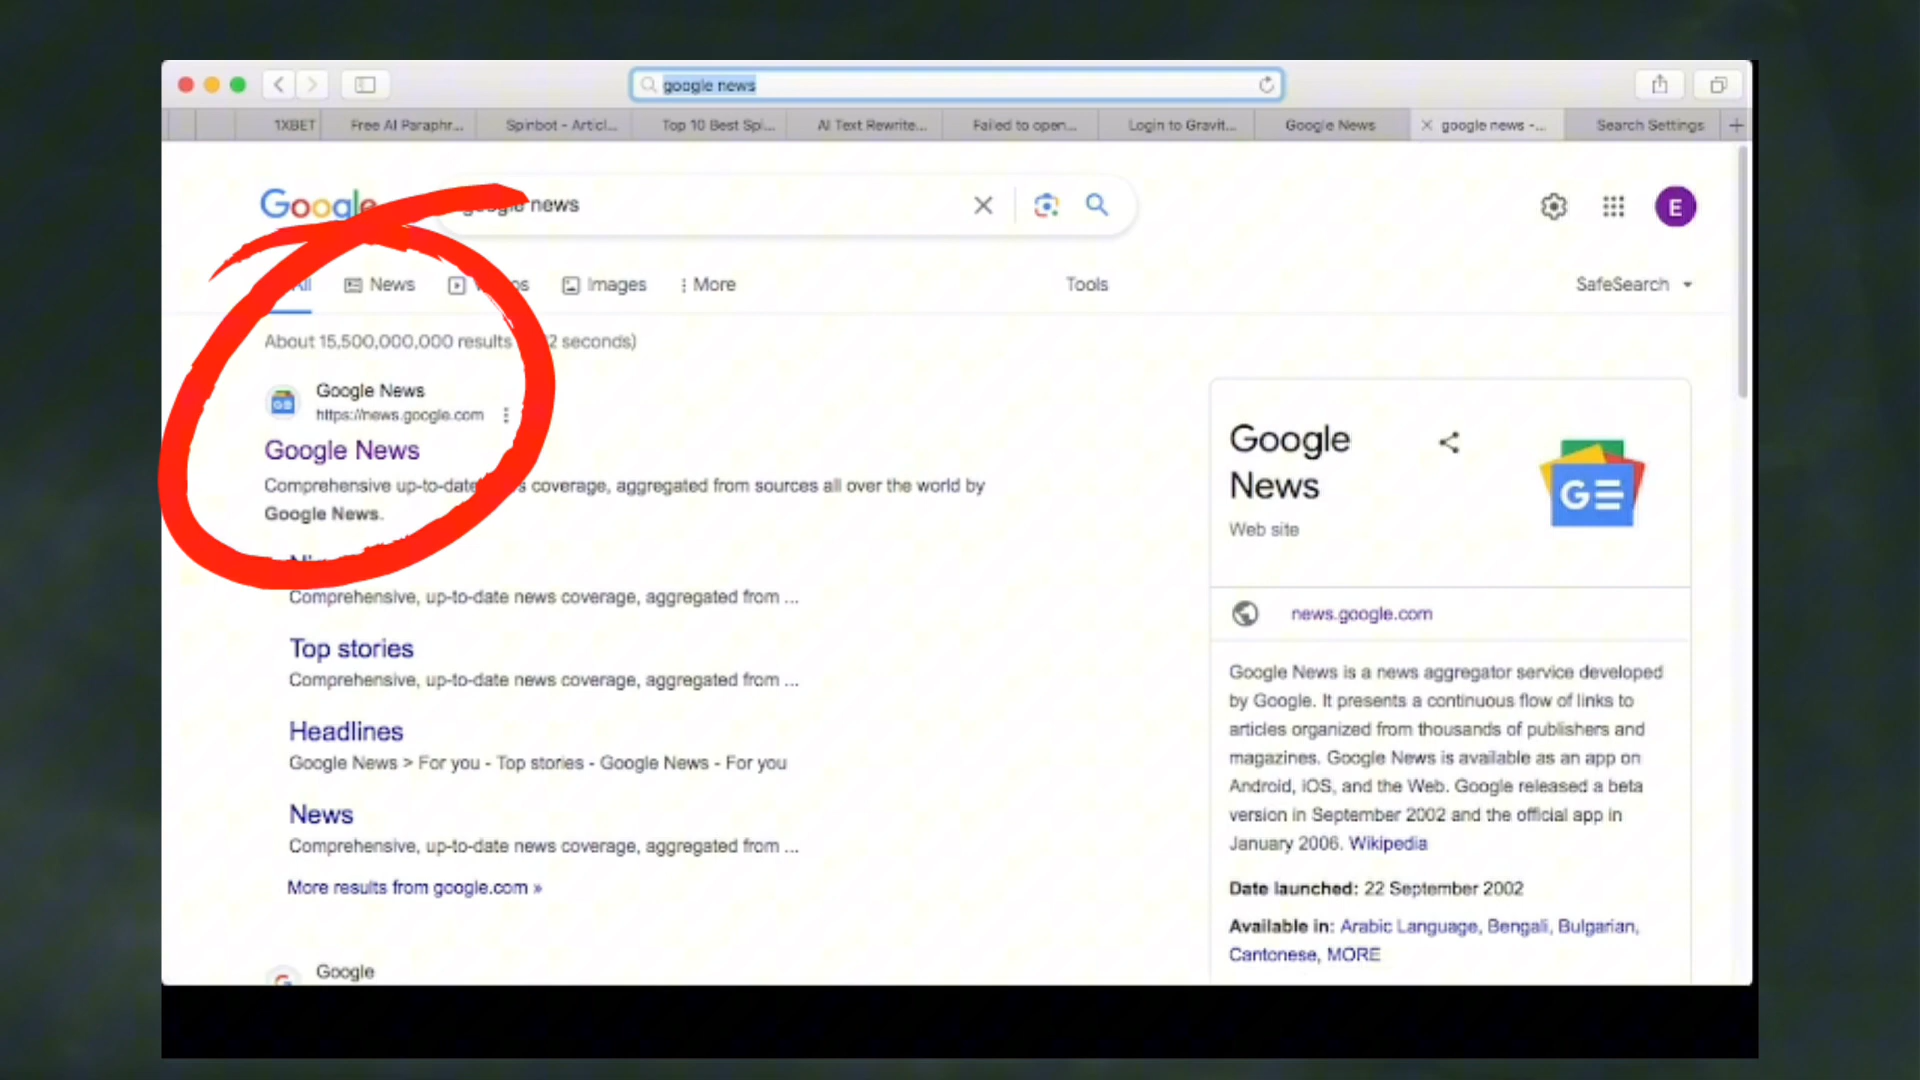 google news
1XBET
Free AI Paraphr...
Spinbot - Articl...
Top 10 Best Spi...
AI Text Rewrite...
Failed to open...
Login to Gravit...
Google News
google news -...
Search Settings
Google
news
E
All
News
Images
More
Tools
SafeSearch
About 15,500,000,000 results
2 seconds)
Google News
https://news.google.com
Google News
Comprehensive up-to-date
coverage, aggregated from sources all over the world by
Google News.
Comprehensive, up-to-date news coverage, aggregated from ...
Top stories
Comprehensive, up-to-date news coverage, aggregated from ...
Headlines
Google News > For you - Top stories - Google News - For you
News
Comprehensive, up-to-date news coverage, aggregated from ...
More results from google.com »
Google
Google
News
Web site
GE
news.google.com
Google News is a news aggregator service developed
by Google. It presents a continuous flow of links to
articles organized from thousands of publishers and
magazines. Google News is available as an app on
Android, iOS, and the Web. Google released a beta
version in September 2002 and the official app in
January 2006. Wikipedia
Date launched: 22 September 2002
Available in: Arabic Language, Bengali, Bulgarian,
Cantonese, MORE